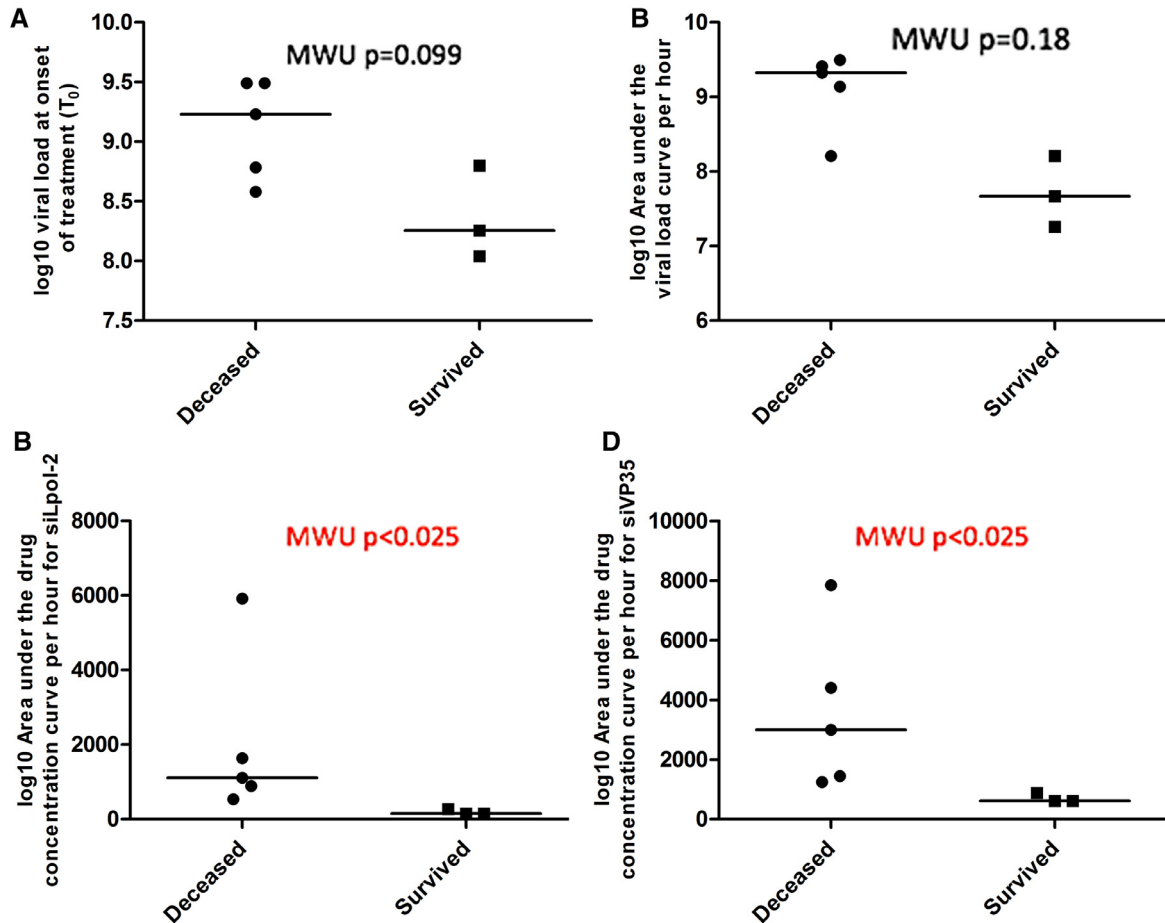 A
MWU p=0.099
log10 viral load at onset
of treatment (T0)
10.0
9.5
9.0
8.5
8.0
7.5
Deceased
Survived
B
MWU p=0.18
log10 Area under the
viral load curve per hour
10
9
8
7
6
Deceased
Survived
B
MWU p<0.025
log10 Area under the drug
concentration curve per hour for siLpol-2
8000
6000
4000
2000
0
Deceased
Survived
D
MWU p<0.025
log10 Area under the drug
concentration curve per hour for siVP35
10000
8000
6000
4000
2000
0
Deceased
Survived